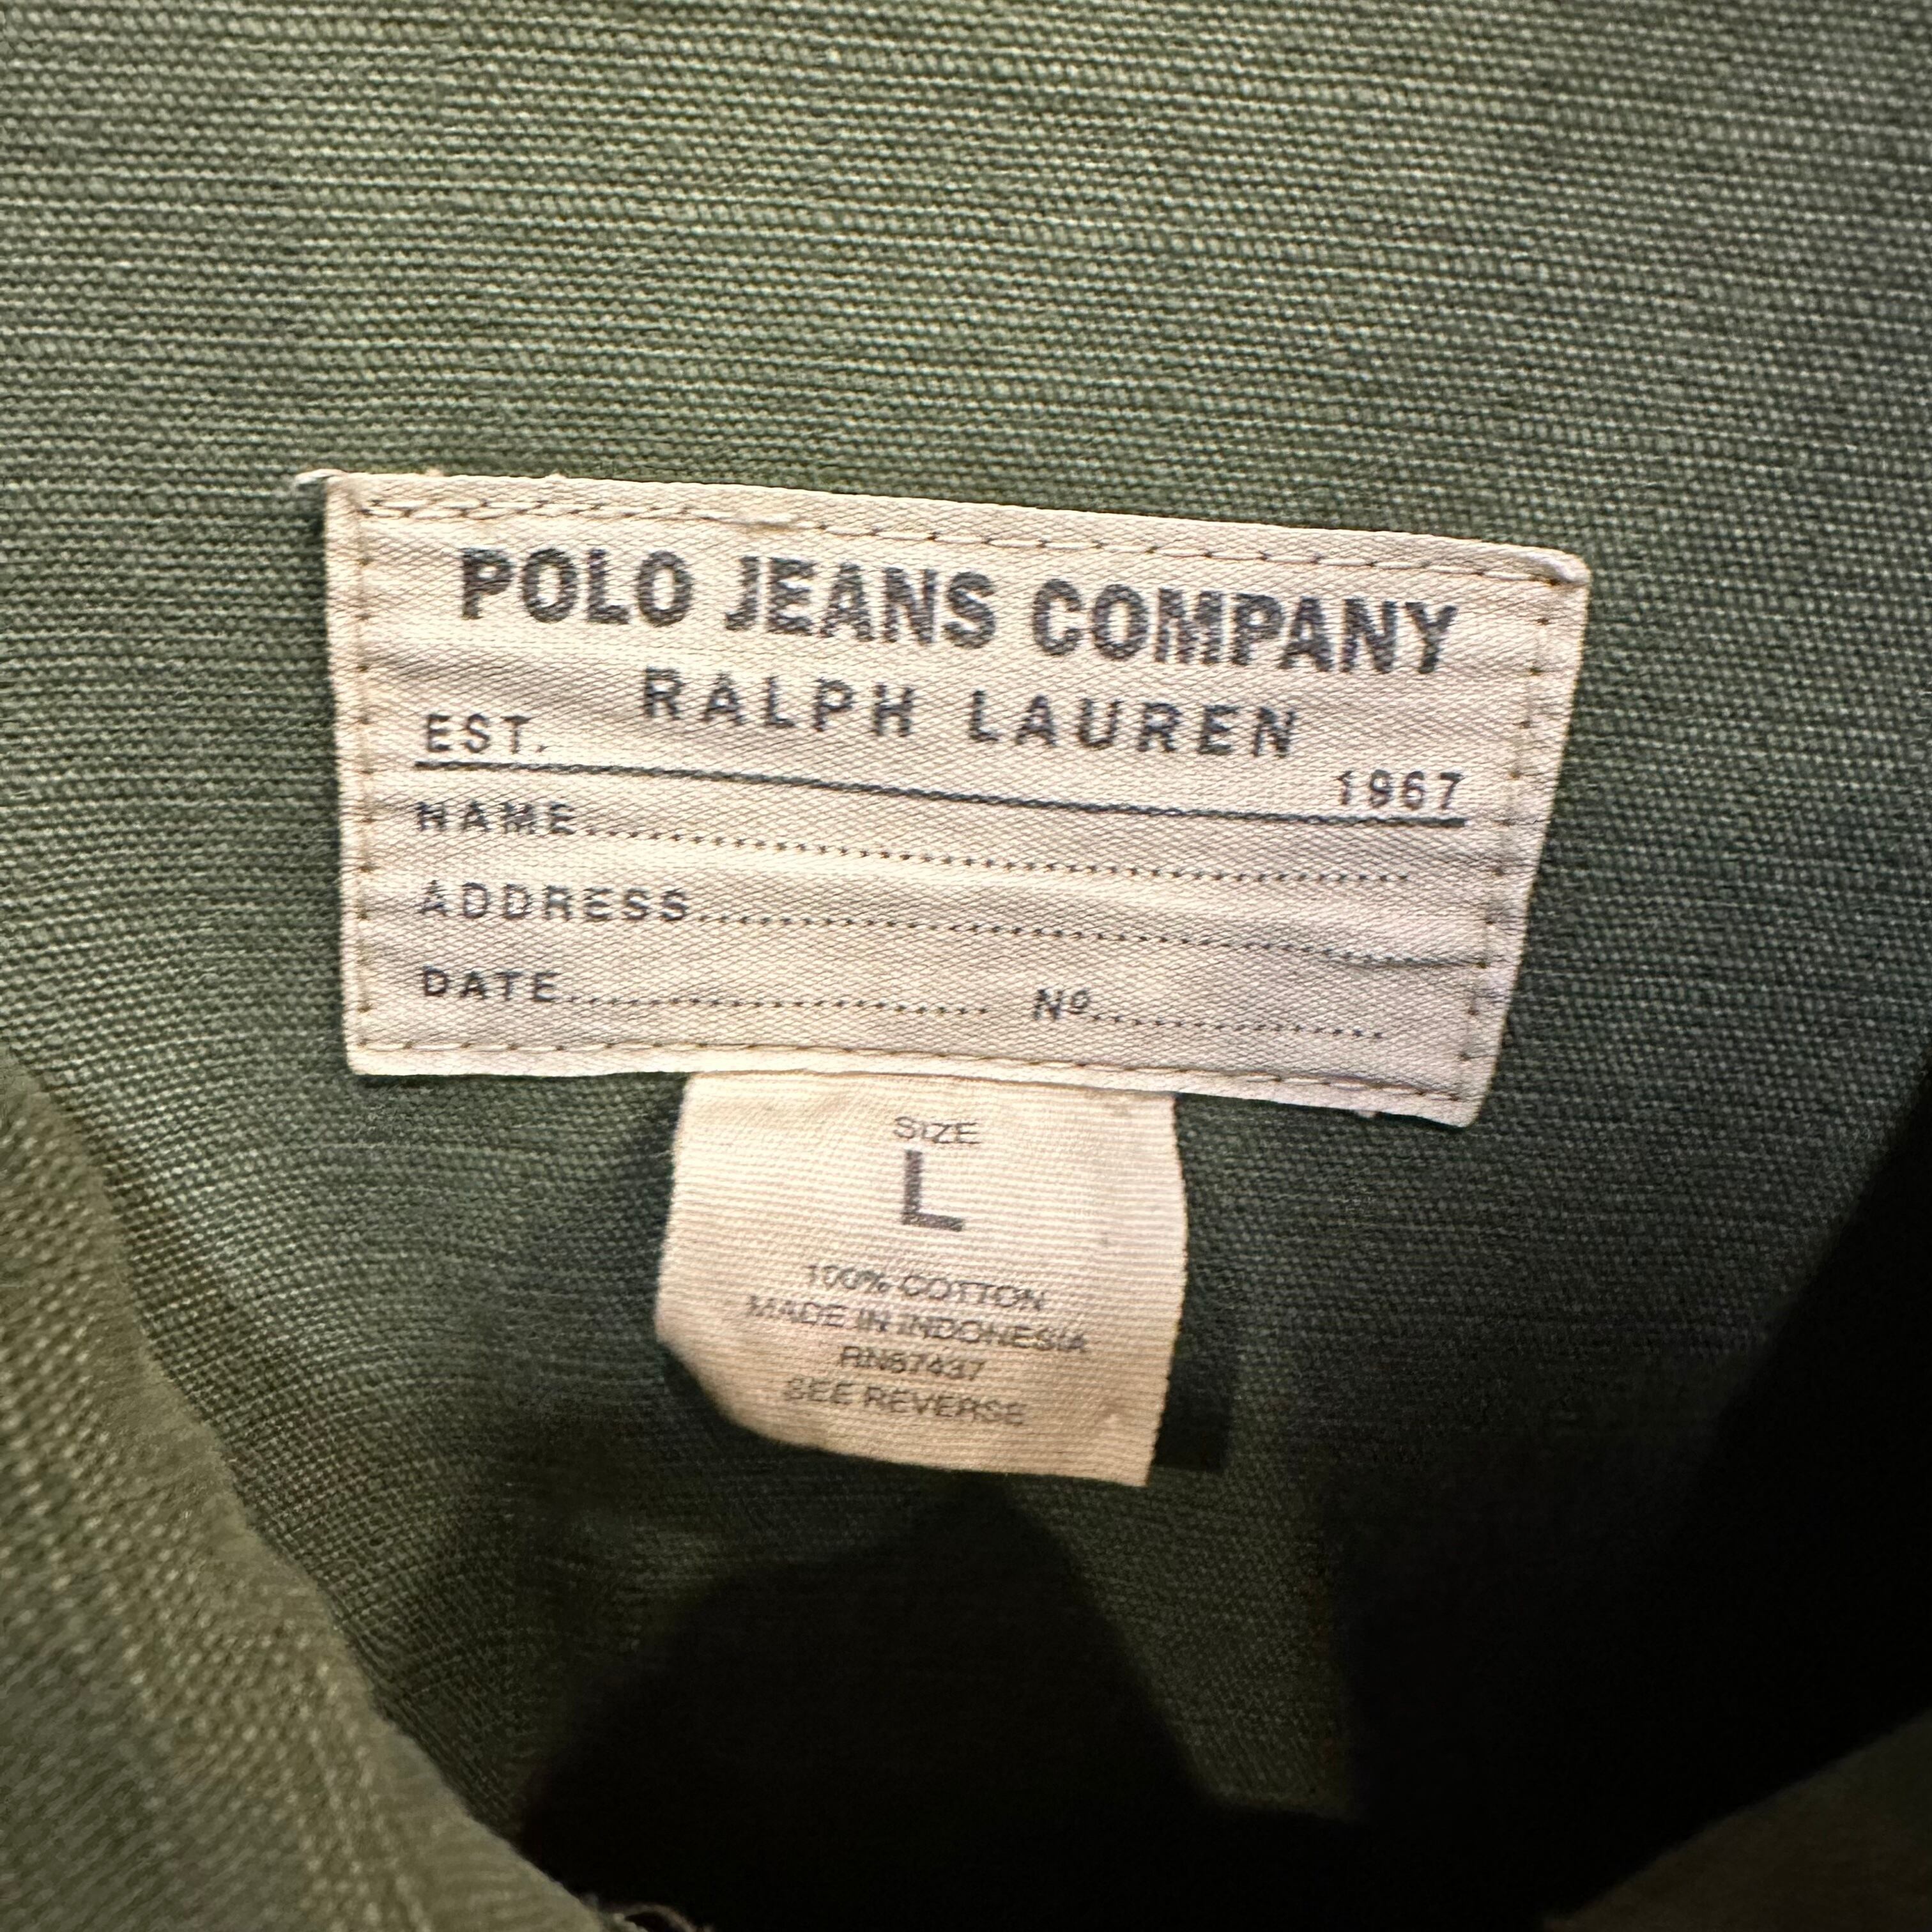 POLO JEANS COMPANY
RALPH LAUREN
EST. 1967
NAME........................................................
ADDRESS........................................................
DATE............................ Nº....................
SIZE
L
100% COTTON
MADE IN INDONESIA
RN87437
SEE REVERSE